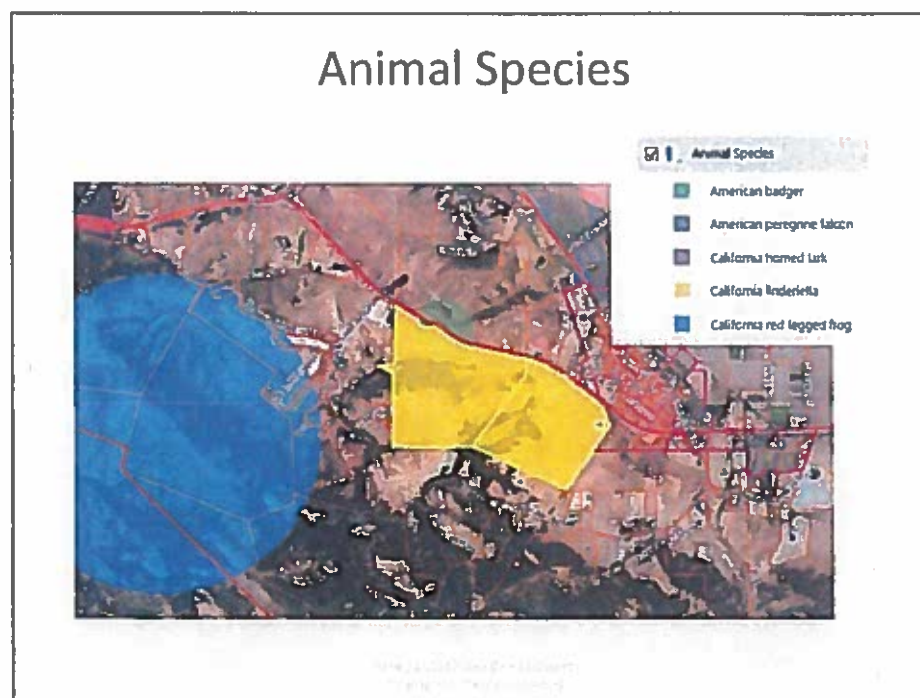 Animal Species
Animal Species
American badger
American peregrine falcon
California horned lark
California linderiella
California red legged frog